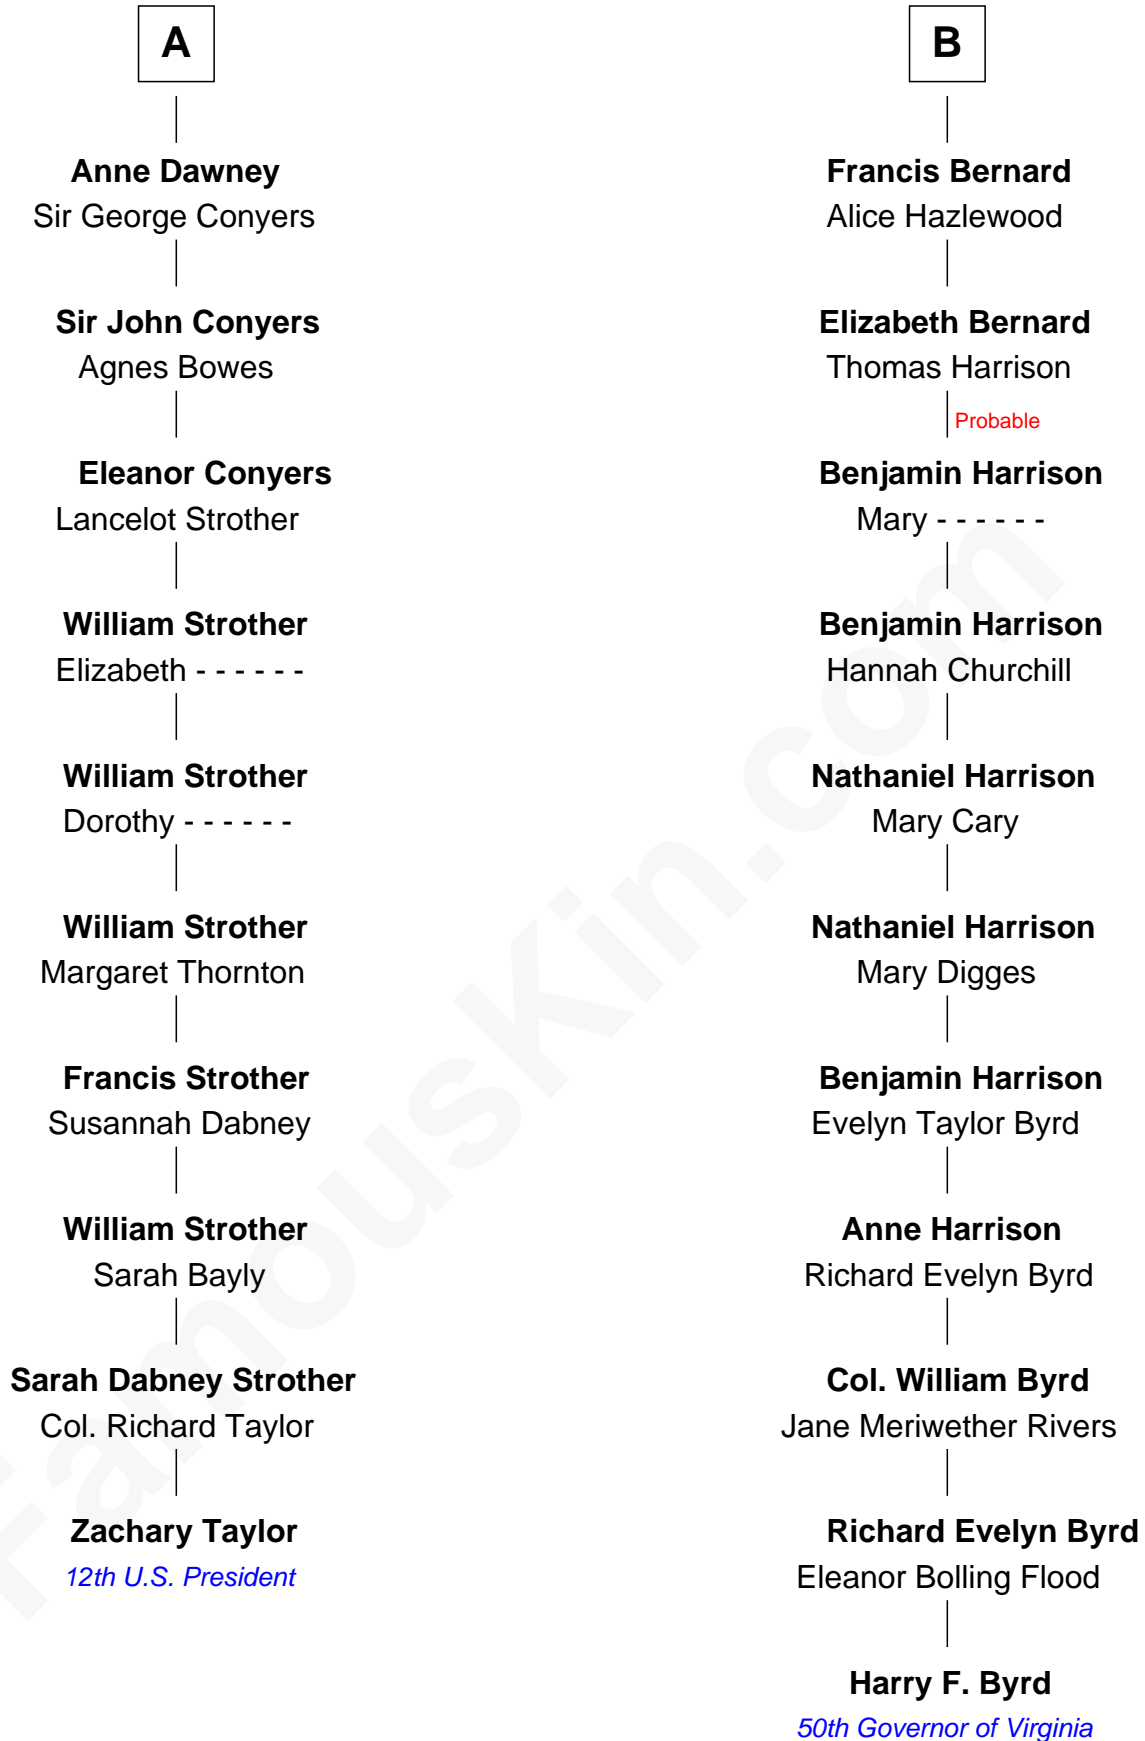 A
Anne Dawney
Sir George Conyers
Sir John Conyers
Agnes Bowes
Eleanor Conyers
Lancelot Strother
William Strother
Elizabeth - - - - - -
William Strother
Dorothy - - - - - -
William Strother
Margaret Thornton
Francis Strother
Susannah Dabney
William Strother
Sarah Bayly
Sarah Dabney Strother
Col. Richard Taylor
Zachary Taylor
12th U.S. President
B
Francis Bernard
Alice Hazlewood
Elizabeth Bernard
Thomas Harrison
Probable
Benjamin Harrison
Mary - - - - - -
Benjamin Harrison
Hannah Churchill
Nathaniel Harrison
Mary Cary
Nathaniel Harrison
Mary Digges
Benjamin Harrison
Evelyn Taylor Byrd
Anne Harrison
Richard Evelyn Byrd
Col. William Byrd
Jane Meriwether Rivers
Richard Evelyn Byrd
Eleanor Bolling Flood
Harry F. Byrd
50th Governor of Virginia
FamousKin.com